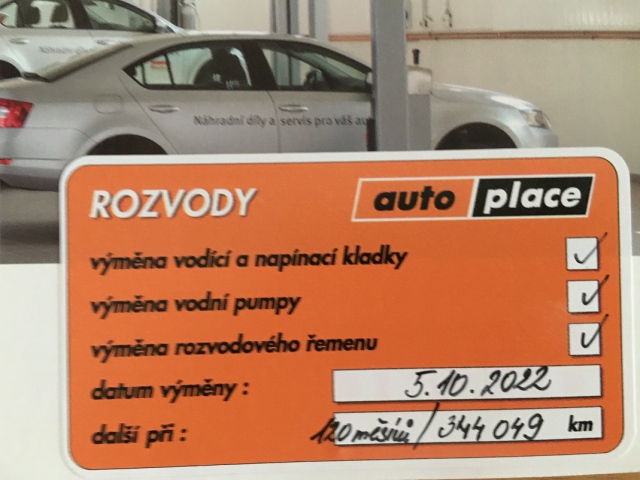 Náhradní
Náhradní díly a servis pro váš au
ROZVODY
auto place
výměna vodící a napínací kladky
výměna vodní pumpy
výměna rozvodového řemenu
datum výměny : 5.10.2022
další při : 120 měsíců / 344 049 km